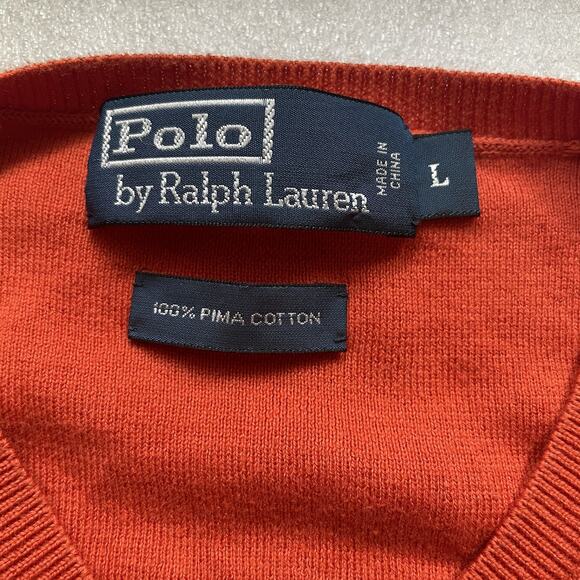 Polo
by Ralph Lauren
MADE IN
CHINA
L
100% PIMA COTTON